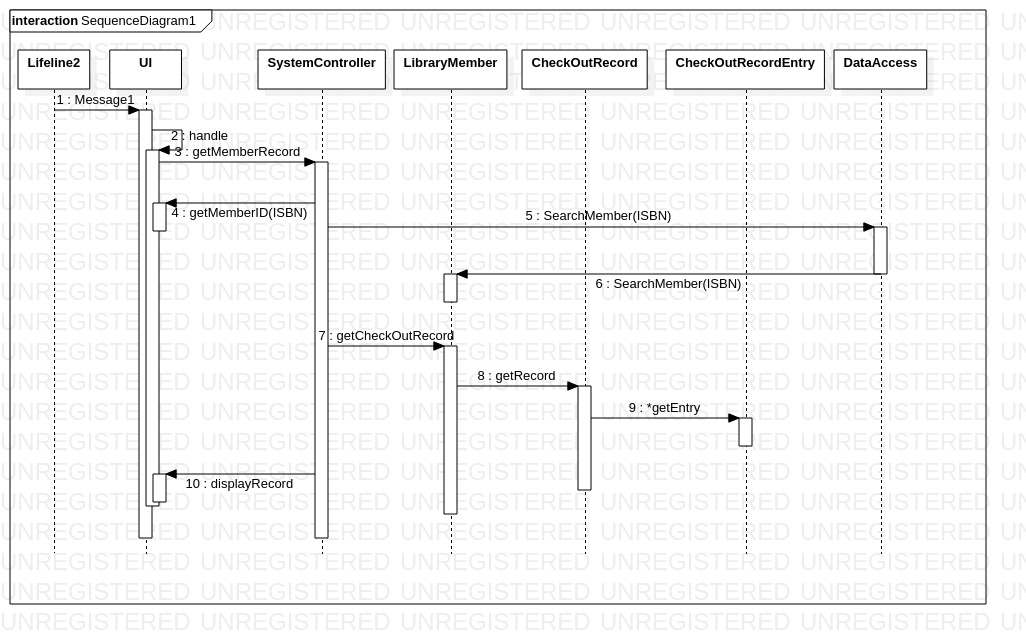 interaction SequenceDiagram1
Lifeline2
UI
SystemController
LibraryMember
CheckOutRecord
CheckOutRecordEntry
DataAccess
1 : Message1
2 : handle
3 : getMemberRecord
4 : getMemberID(ISBN)
5 : SearchMember(ISBN)
6 : SearchMember(ISBN)
7 : getCheckOutRecord
8 : getRecord
9 : *getEntry
10 : displayRecord
UNREGISTERED UNREGISTERED UNREGISTERED UNREGISTERED UNREGISTERED UN